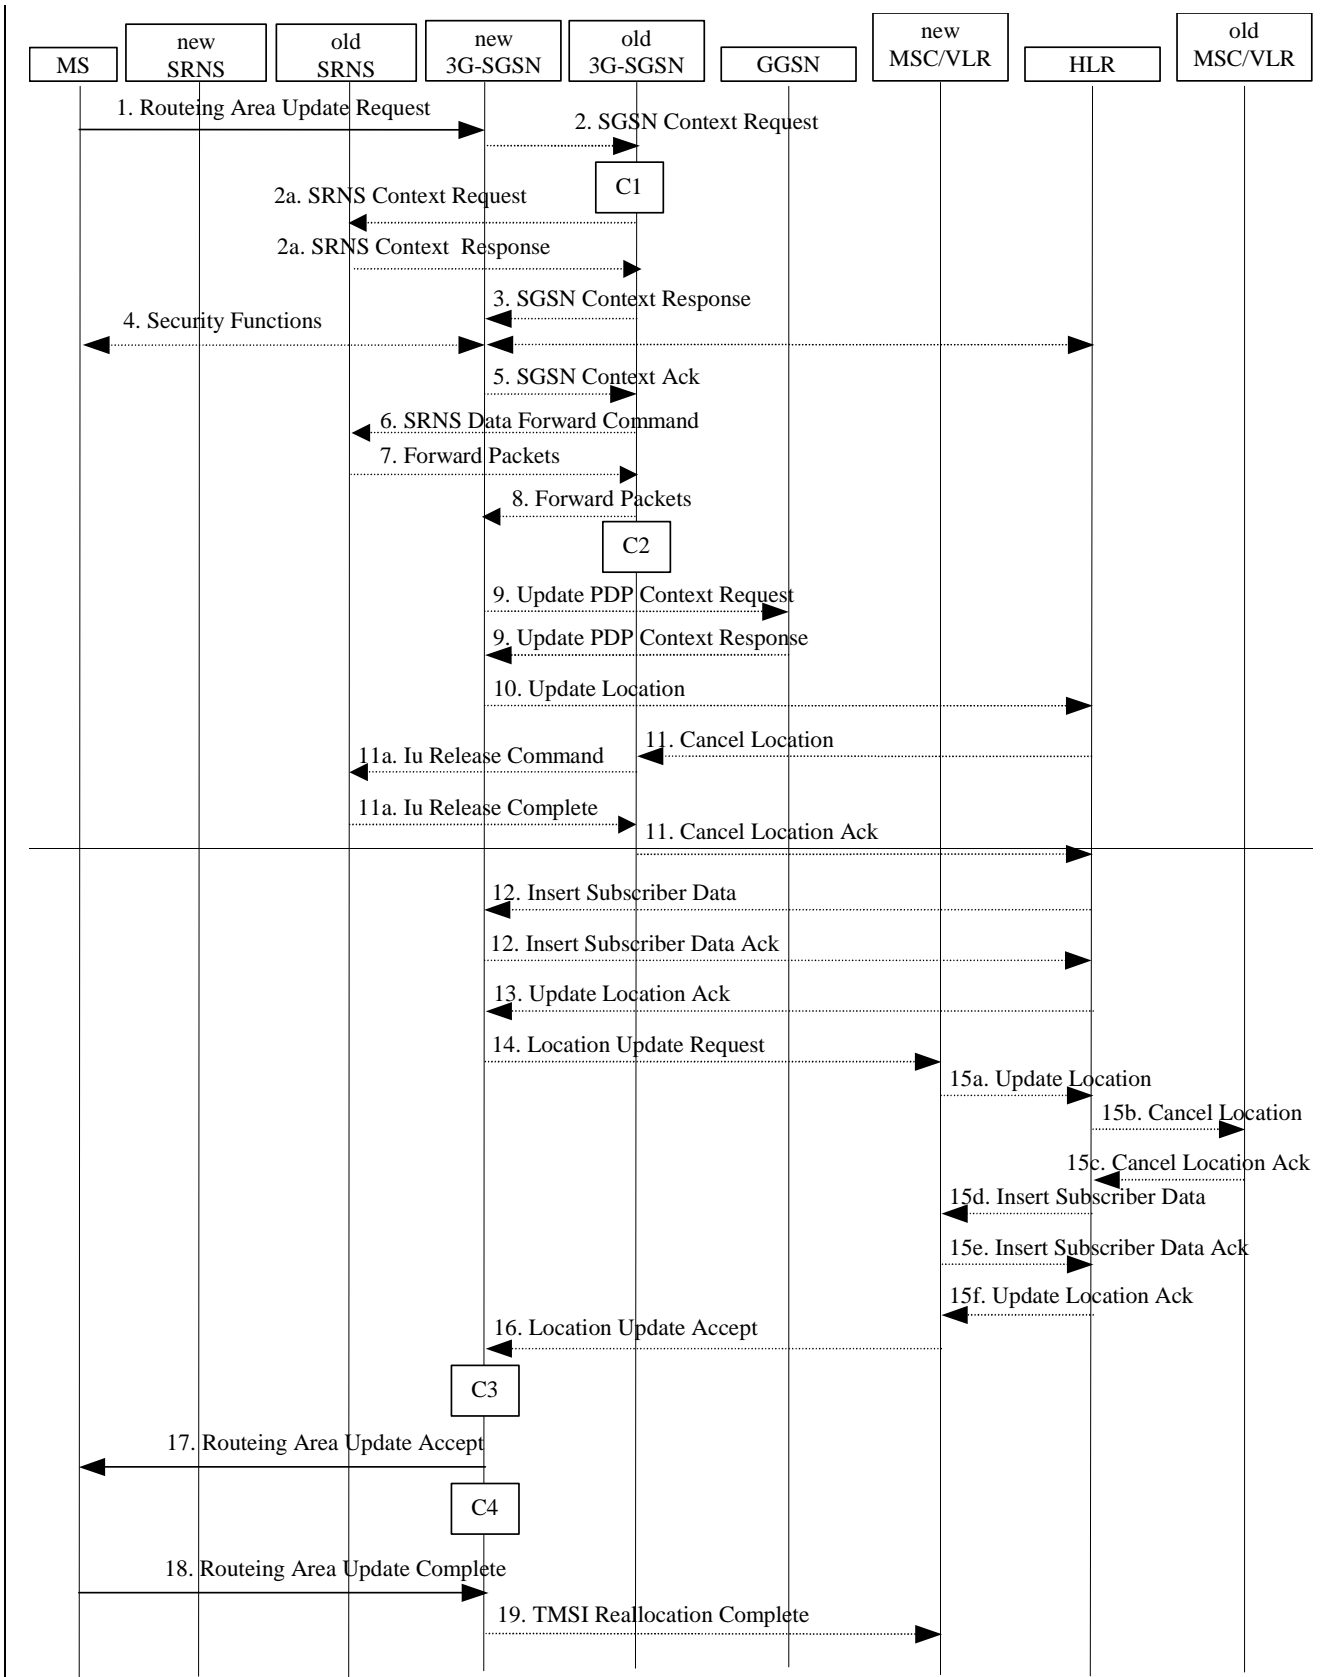 MS
new
SRNS
old
SRNS
new
3G-SGSN
old
3G-SGSN
GGSN
new
MSC/VLR
HLR
old
MSC/VLR
1. Routeing Area Update Request
2. SGSN Context Request
C1
2a. SRNS Context Request
2a. SRNS Context  Response
3. SGSN Context Response
4. Security Functions
5. SGSN Context Ack
6. SRNS Data Forward Command
7. Forward Packets
8. Forward Packets
C2
9. Update PDP Context Request
9. Update PDP Context Response
10. Update Location
11. Cancel Location
11a. Iu Release Command
11a. Iu Release Complete
11. Cancel Location Ack
12. Insert Subscriber Data
12. Insert Subscriber Data Ack
13. Update Location Ack
14. Location Update Request
15a. Update Location
15b. Cancel Location
15c. Cancel Location Ack
15d. Insert Subscriber Data
15e. Insert Subscriber Data Ack
15f. Update Location Ack
16. Location Update Accept
C3
17. Routeing Area Update Accept
C4
18. Routeing Area Update Complete
19. TMSI Reallocation Complete